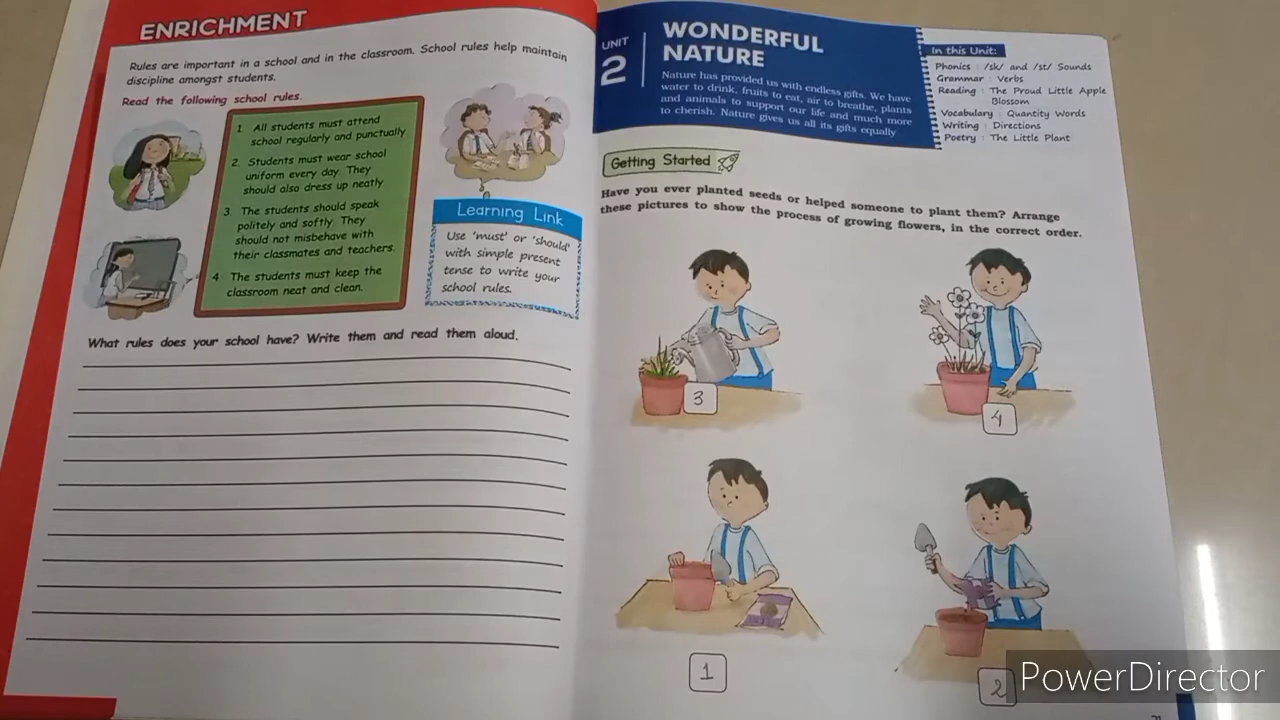 ENRICHMENT
Rules are important in a school and in the classroom. School rules help maintain
discipline amongst students.
Read the following school rules.
1. All students must attend
school regularly and punctually
2. Students must wear school
uniform every day. They
should also dress up neatly
3. The students should speak
politely and softly. They
should not misbehave with
their classmates and teachers.
4 The students must keep the
classroom neat and clean.
Learning Link
Use 'must' or 'should'
with simple present
tense to write your
school rules.
What rules does your school have? Write them and read them aloud.
UNIT
2
WONDERFUL
NATURE
Nature has provided us with endless gifts. We have
water to drink, fruits to eat, air to breathe, plants
and animals to support our life and much more
to cherish. Nature gives us all its gifts equally
In this Unit:
Phonics : /sk/ and /st/ Sounds
Grammar : Verbs
Reading : The Proud Little Apple
Blossom
Vocabulary : Quantity Words
Writing : Directions
Poetry : The Little Plant
Getting Started
Have you ever planted seeds or helped someone to plant them? Arrange
these pictures to show the process of growing flowers, in the correct order.
3
4
1
2
PowerDirector